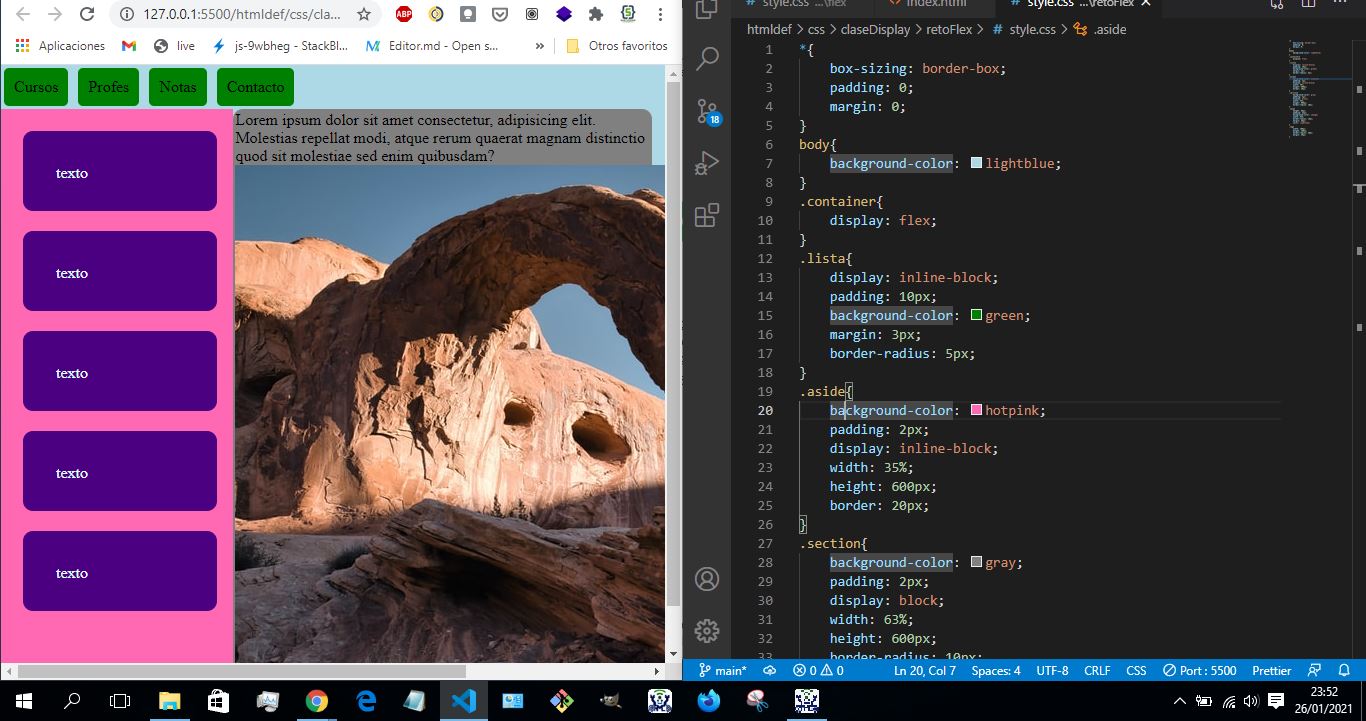 127.0.0.1:5500/htmldef/css/cla...
ABP
Aplicaciones
live
js-9wbheg - StackBl...
Editor.md - Open s...
»
Otros favoritos
Cursos
Profes
Notas
Contacto
Lorem ipsum dolor sit amet consectetur, adipisicing elit.
Molestias repellat modi, atque rerum quaerat magnam distinctio
quod sit molestiae sed enim quibusdam?
texto
texto
texto
texto
texto
# style.css ...\flex
<> index.html
# style.css ...\retoFlex
htmldef > css > claseDisplay > retoFlex > # style.css > .aside
18
1 *{
2 box-sizing: border-box;
3 padding: 0;
4 margin: 0;
5 }
6 body{
7 background-color: lightblue;
8 }
9 .container{
10 display: flex;
11 }
12 .lista{
13 display: inline-block;
14 padding: 10px;
15 background-color: green;
16 margin: 3px;
17 border-radius: 5px;
18 }
19 .aside{
20 background-color: hotpink;
21 padding: 2px;
22 display: inline-block;
23 width: 35%;
24 height: 600px;
25 border: 20px;
26 }
27 .section{
28 background-color: gray;
29 padding: 2px;
30 display: block;
31 width: 63%;
32 height: 600px;
33 border-radius: 10px;
main*
0 0
Ln 20, Col 7
Spaces: 4
UTF-8
CRLF
CSS
Port : 5500
Prettier
23:52
26/01/2021